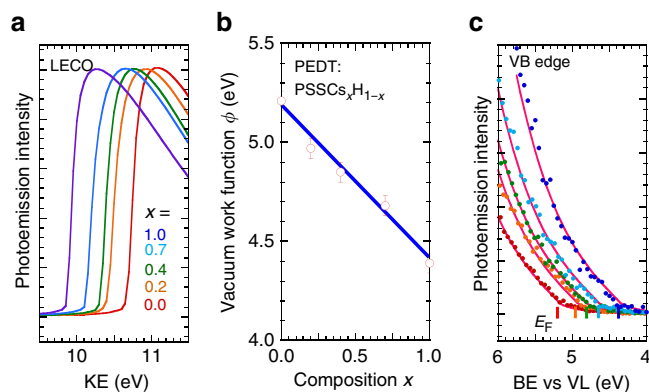 a
LECO
Photoemission intensity
x =
1.0
0.7
0.4
0.2
0.0
10
11
KE (eV)
b
Vacuum work function ϕ (eV)
5.5
5.0
4.5
4.0
PEDT:
PSSCsₓH₁₋ₓ
0.0
0.5
1.0
Composition x
c
VB edge
Photoemission intensity
E_F
6
5
4
BE vs VL (eV)